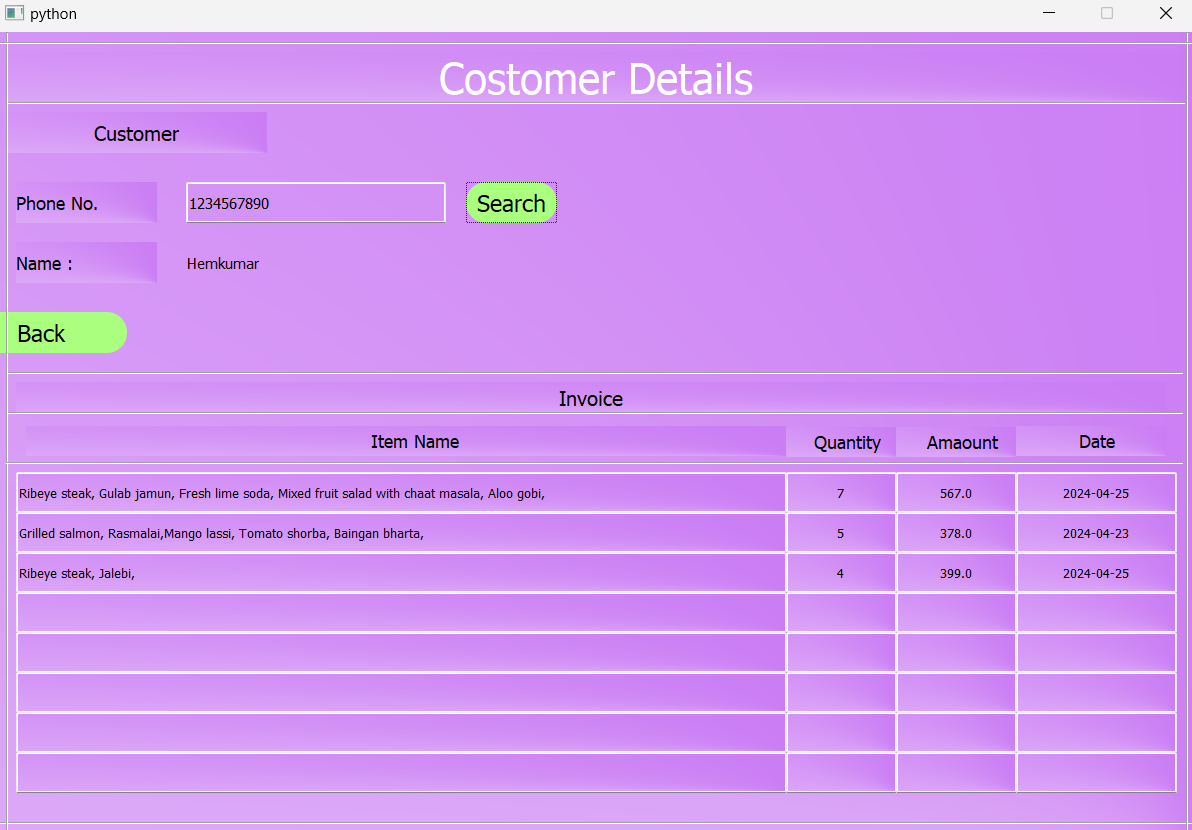 python
Costomer Details
Customer
Phone No. 1234567890 Search
Name : Hemkumar
Back
Invoice
Item Name Quantity Amaount Date
Ribeye steak, Gulab jamun, Fresh lime soda, Mixed fruit salad with chaat masala, Aloo gobi, 7 567.0 2024-04-25
Grilled salmon, Rasmalai,Mango lassi, Tomato shorba, Baingan bharta, 5 378.0 2024-04-23
Ribeye steak, Jalebi, 4 399.0 2024-04-25